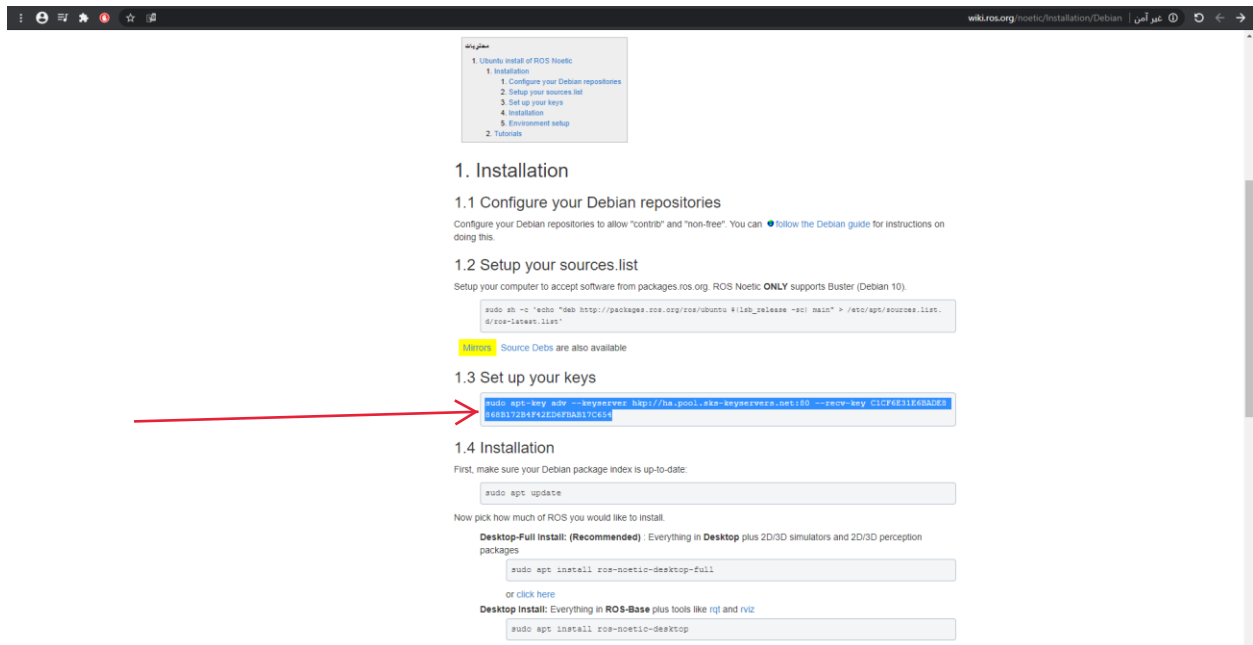 wiki.ros.org/noetic/Installation/Debian | غير آمن
محتويات
1. Ubuntu install of ROS Noetic
1. Installation
1. Configure your Debian repositories
2. Setup your sources.list
3. Set up your keys
4. Installation
5. Environment setup
2. Tutorials
1. Installation
1.1 Configure your Debian repositories
Configure your Debian repositories to allow "contrib" and "non-free". You can follow the Debian guide for instructions on
doing this.
1.2 Setup your sources.list
Setup your computer to accept software from packages.ros.org. ROS Noetic ONLY supports Buster (Debian 10).
sudo sh -c 'echo "deb http://packages.ros.org/ros/ubuntu $(lsb_release -sc) main" > /etc/apt/sources.list.
d/ros-latest.list'
Mirrors Source Debs are also available
1.3 Set up your keys
sudo apt-key adv --keyserver hkp://ha.pool.sks-keyservers.net:80 --recv-key C1CF6E31E6BADE8
868B172B4F42ED6FBAB17C654
1.4 Installation
First, make sure your Debian package index is up-to-date:
sudo apt update
Now pick how much of ROS you would like to install.
Desktop-Full Install: (Recommended) : Everything in Desktop plus 2D/3D simulators and 2D/3D perception
packages
sudo apt install ros-noetic-desktop-full
or click here
Desktop Install: Everything in ROS-Base plus tools like rqt and rviz
sudo apt install ros-noetic-desktop